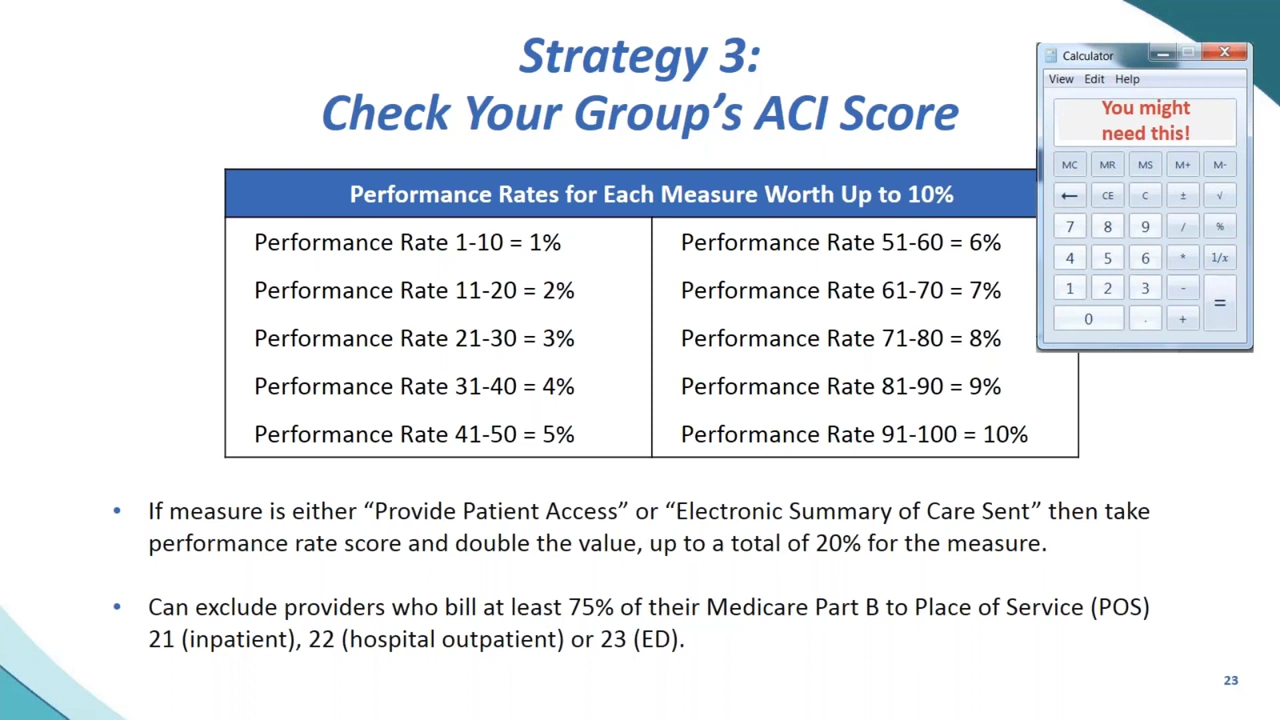 Strategy 3:
Check Your Group's ACI Score
Calculator
View Edit Help
You might
need this!
MC MR MS M+ M-
← CE C ± √
7 8 9 / %
4 5 6 * 1/x
1 2 3 - =
0 . +
Performance Rates for Each Measure Worth Up to 10%
Performance Rate 1-10 = 1%
Performance Rate 11-20 = 2%
Performance Rate 21-30 = 3%
Performance Rate 31-40 = 4%
Performance Rate 41-50 = 5%
Performance Rate 51-60 = 6%
Performance Rate 61-70 = 7%
Performance Rate 71-80 = 8%
Performance Rate 81-90 = 9%
Performance Rate 91-100 = 10%
• If measure is either “Provide Patient Access” or “Electronic Summary of Care Sent” then take
performance rate score and double the value, up to a total of 20% for the measure.
• Can exclude providers who bill at least 75% of their Medicare Part B to Place of Service (POS)
21 (inpatient), 22 (hospital outpatient) or 23 (ED).
23